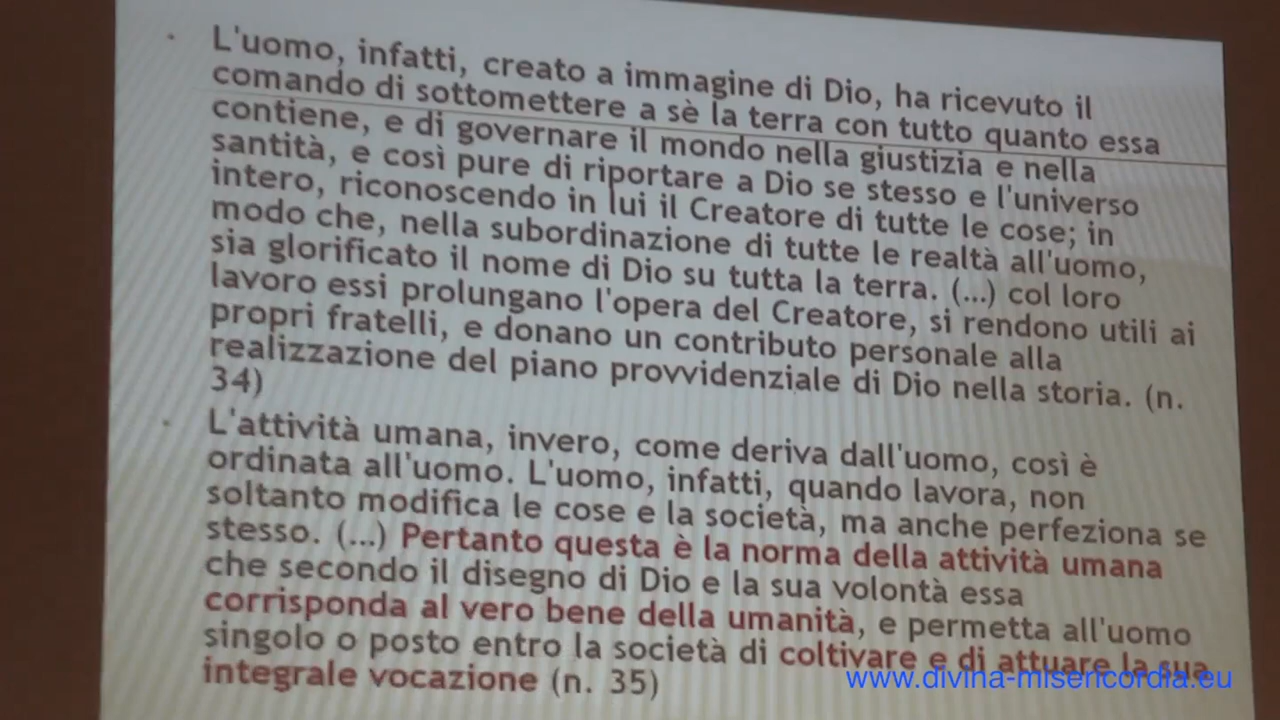 L'uomo, infatti, creato a immagine di Dio, ha ricevuto il
comando di sottomettere a sè la terra con tutto quanto essa
contiene, e di governare il mondo nella giustizia e nella
santità, e così pure di riportare a Dio se stesso e l'universo
intero, riconoscendo in lui il Creatore di tutte le cose; in
modo che, nella subordinazione di tutte le realtà all'uomo,
sia glorificato il nome di Dio su tutta la terra. (...) col loro
lavoro essi prolungano l'opera del Creatore, si rendono utili ai
propri fratelli, e donano un contributo personale alla
realizzazione del piano provvidenziale di Dio nella storia. (n.
34)
L'attività umana, invero, come deriva dall'uomo, così è
ordinata all'uomo. L'uomo, infatti, quando lavora, non
soltanto modifica le cose e la società, ma anche perfeziona se
stesso. (...) Pertanto questa è la norma della attività umana
che secondo il disegno di Dio e la sua volontà essa
corrisponda al vero bene della umanità, e permetta all'uomo
singolo o posto entro la società di coltivare e di attuare la sua
integrale vocazione (n. 35)
www.divina-misericordia.eu